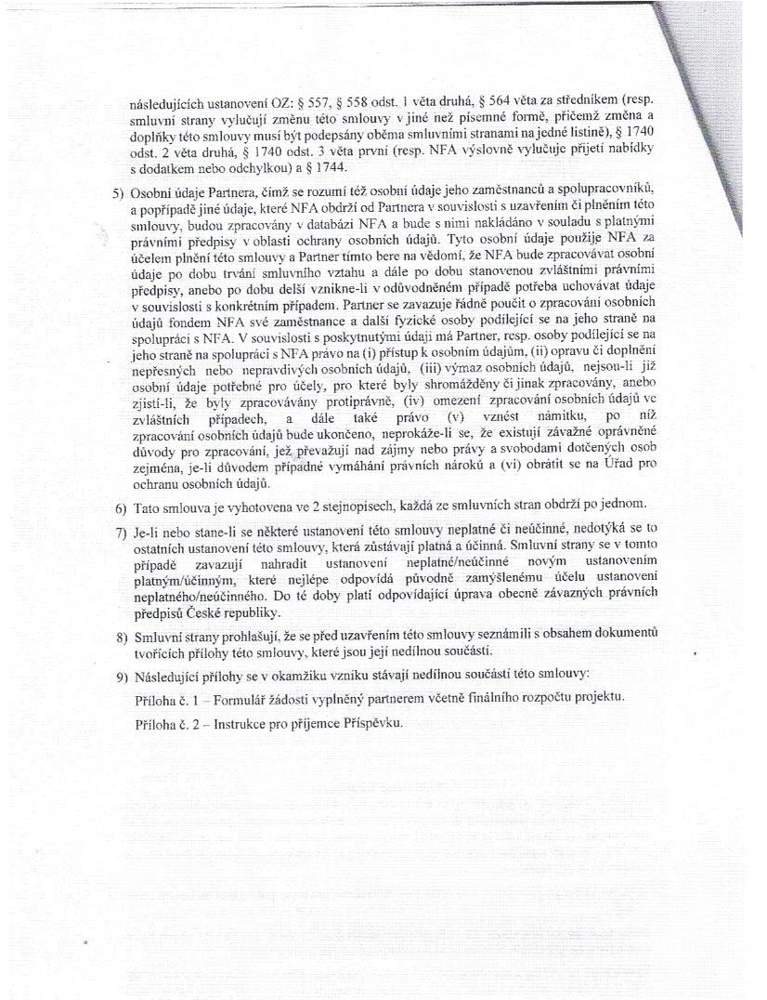 následujících ustanovení OZ: § 557, § 558 odst. 1 věta druhá, § 564 věta za středníkem (resp.
smluvní strany vylučují změnu této smlouvy v jiné než písemné formě, přičemž změna a
doplňky této smlouvy musí být podepsány oběma smluvními stranami na jedné listině), § 1740
odst. 2 věta druhá, § 1740 odst. 3 věta první (resp. NFA výslovně vylučuje přijetí nabídky
s dodatkem nebo odchylkou) a § 1744.
5) Osobní údaje Partnera, čímž se rozumí též osobní údaje jeho zaměstnanců a spolupracovníků,
a popřípadě jiné údaje, které NFA obdrží od Partnera v souvislosti s uzavřením či plněním této
smlouvy, budou zpracovány v databázi NFA a bude s nimi nakládáno v souladu s platnými
právními předpisy v oblasti ochrany osobních údajů. Tyto osobní údaje použije NFA za
účelem plnění této smlouvy a Partner tímto bere na vědomí, že NFA bude zpracovávat osobní
údaje po dobu trvání smluvního vztahu a dále po dobu stanovenou zvláštními právními
předpisy, anebo po dobu delší vznikne-li v odůvodněném případě potřeba uchovávat údaje
v souvislosti s konkrétním případem. Partner se zavazuje řádně poučit o zpracování osobních
údajů fondem NFA své zaměstnance a další fyzické osoby podílející se na jeho straně na
spolupráci s NFA. V souvislosti s poskytnutými údaji má Partner, resp. osoby podílející se na
jeho straně na spolupráci s NFA právo na (i) přístup k osobním údajům, (ii) opravu či doplnění
nepřesných nebo nepravdivých osobních údajů, (iii) výmaz osobních údajů, nejsou-li již
osobní údaje potřebné pro účely, pro které byly shromážděny či jinak zpracovány, anebo
zjistí-li, že byly zpracovávány protiprávně, (iv) omezení zpracování osobních údajů ve
zvláštních případech, a dále také právo (v) vznést námitku, po níž
zpracování osobních údajů bude ukončeno, neprokáže-li se, že existují závažné oprávněné
důvody pro zpracování, jež převažují nad zájmy nebo právy a svobodami dotčených osob
zejména, je-li důvodem případné vymáhání právních nároků a (vi) obrátit se na Úřad pro
ochranu osobních údajů.
6) Tato smlouva je vyhotovena ve 2 stejnopisech, každá ze smluvních stran obdrží po jednom.
7) Je-li nebo stane-li se některé ustanovení této smlouvy neplatné či neúčinné, nedotýká se to
ostatních ustanovení této smlouvy, která zůstávají platná a účinná. Smluvní strany se v tomto
případě zavazují nahradit ustanovení neplatné/neúčinné novým ustanovením
platným/účinným, které nejlépe odpovídá původně zamýšlenému účelu ustanovení
neplatného/neúčinného. Do té doby platí odpovídající úprava obecně závazných právních
předpisů České republiky.
8) Smluvní strany prohlašují, že se před uzavřením této smlouvy seznámili s obsahem dokumentů
tvořících přílohy této smlouvy, které jsou její nedílnou součástí.
9) Následující přílohy se v okamžiku vzniku stávají nedílnou součástí této smlouvy:
Příloha č. 1 – Formulář žádosti vyplněný partnerem včetně finálního rozpočtu projektu.
Příloha č. 2 – Instrukce pro příjemce Příspěvku.